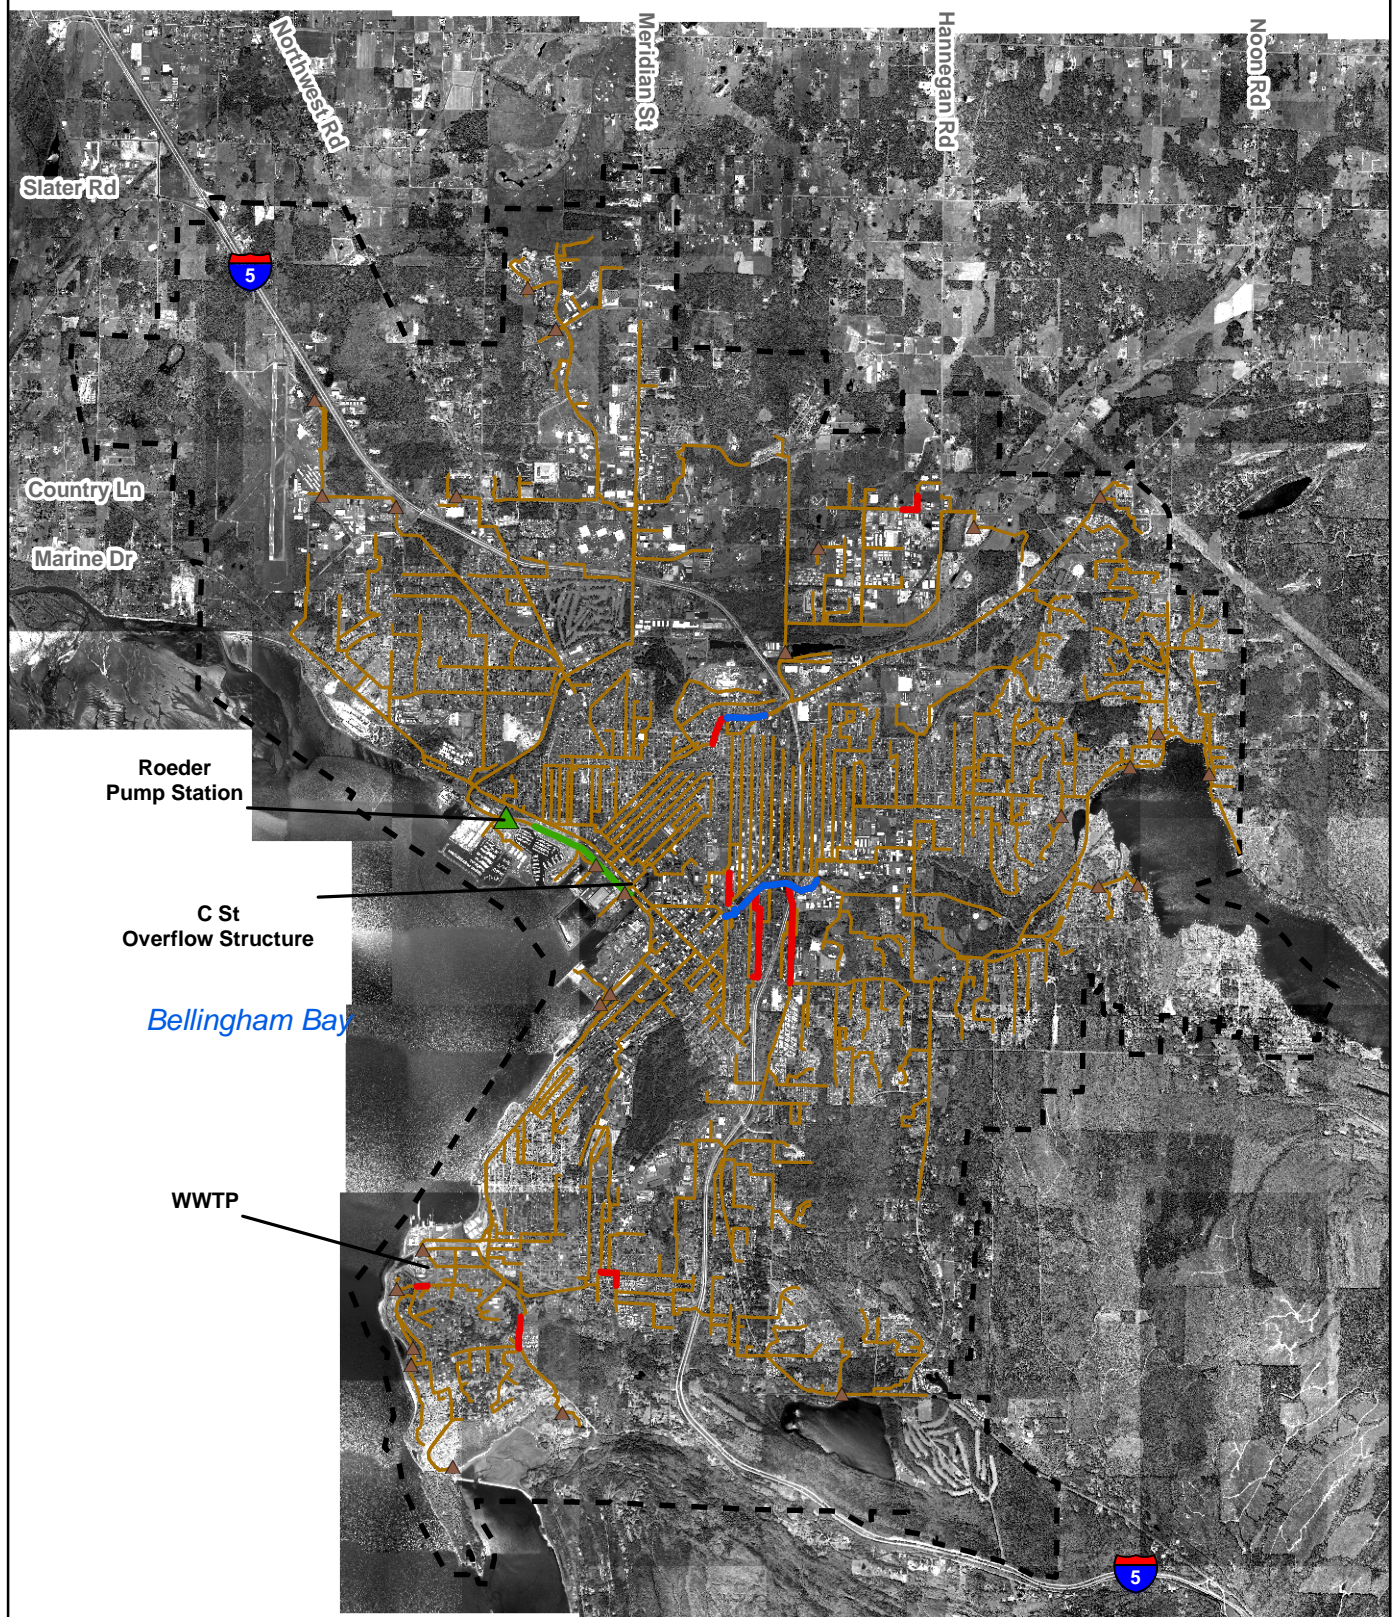 Northwest Rd
Meridian St
Hannegan Rd
Noon Rd
Slater Rd
5
Country Ln
Marine Dr
Roeder
Pump Station
C St
Overflow Structure
Bellingham Bay
WWTP
5